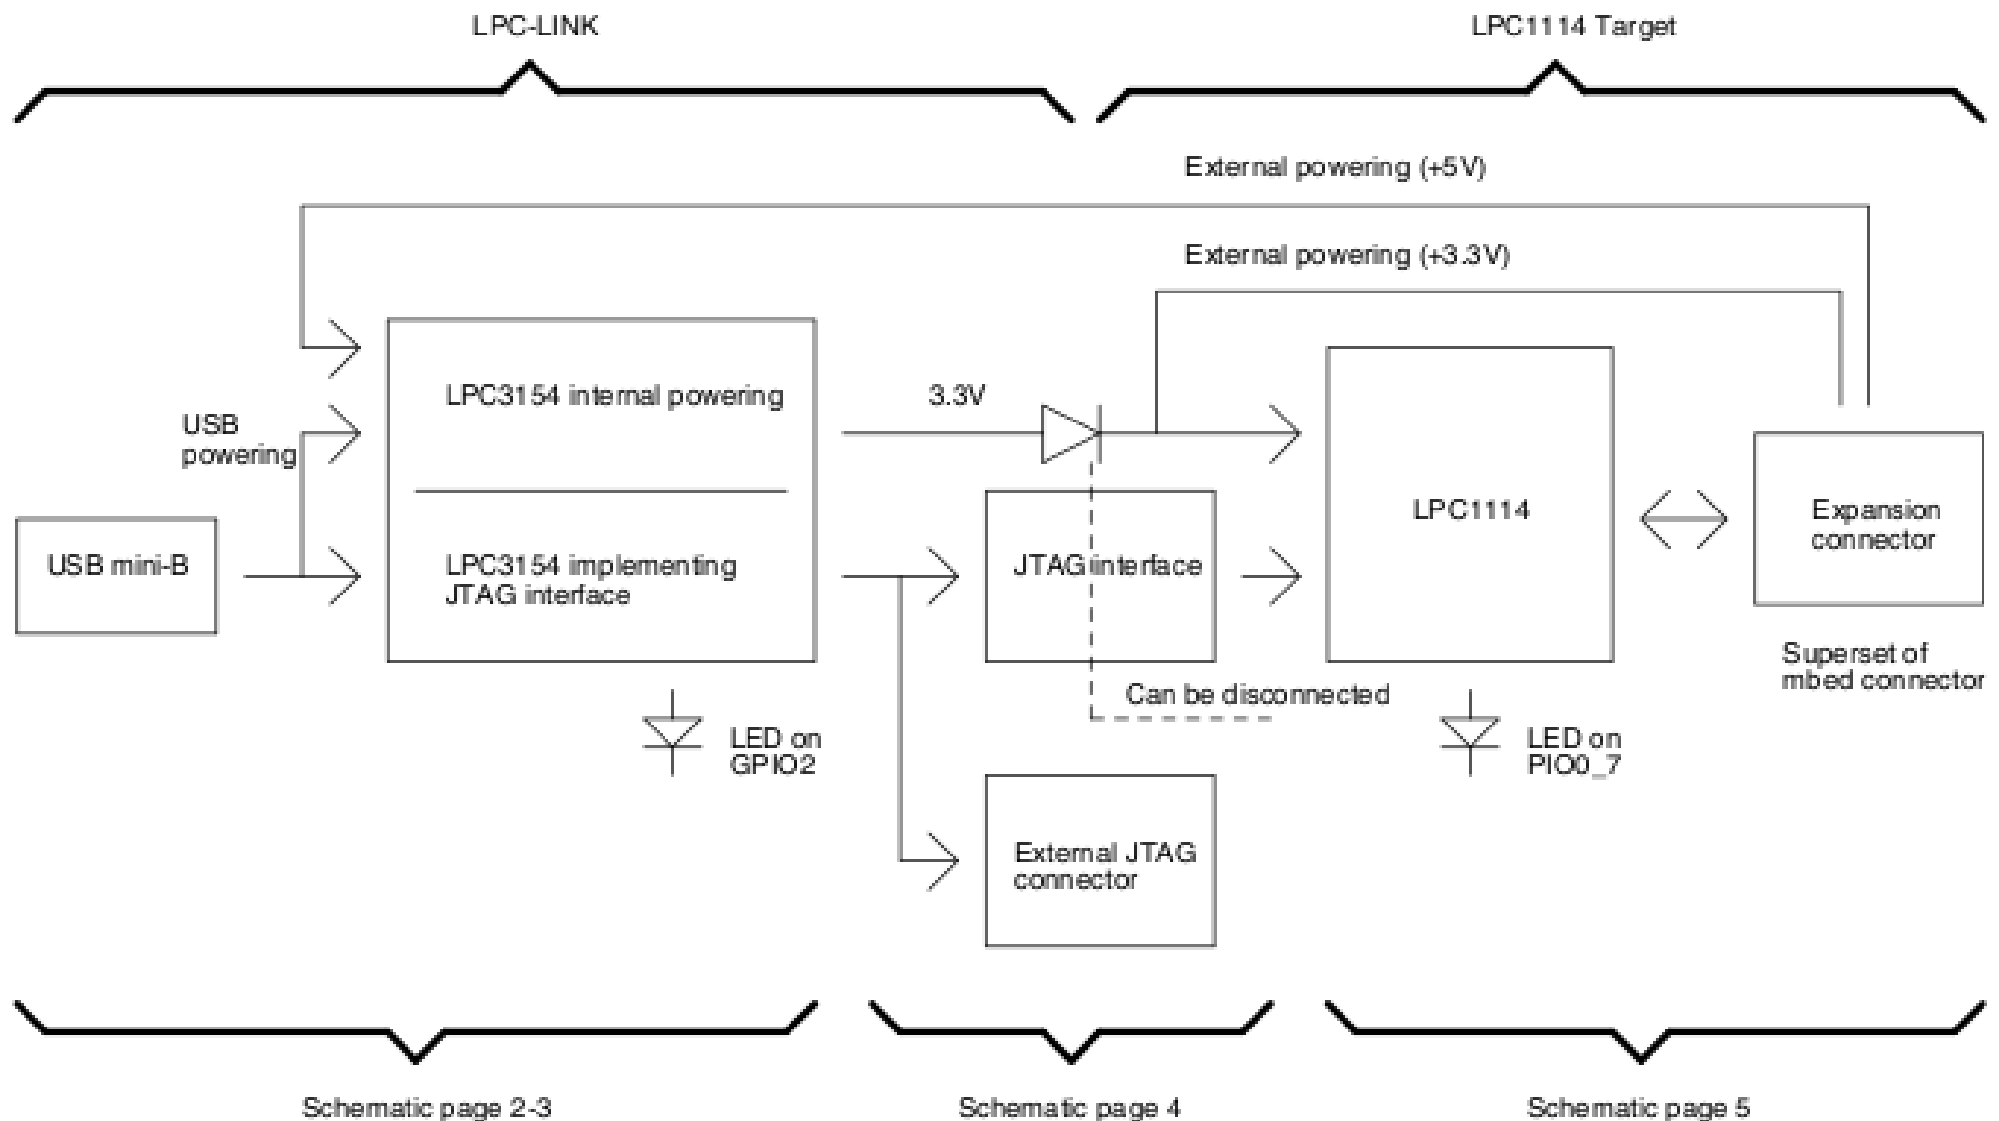 LPC-LINK
LPC1114 Target
External powering (+5V)
External powering (+3.3V)
LPC3154 internal powering
3.3V
USB
powering
LPC1114
Expansion
connector
USB mini-B
LPC3154 implementing
JTAG interface
JTAG interface
Superset of
mbed connector
Can be disconnected
LED on
GPIO2
LED on
PIO0_7
External JTAG
connector
Schematic page 2-3
Schematic page 4
Schematic page 5